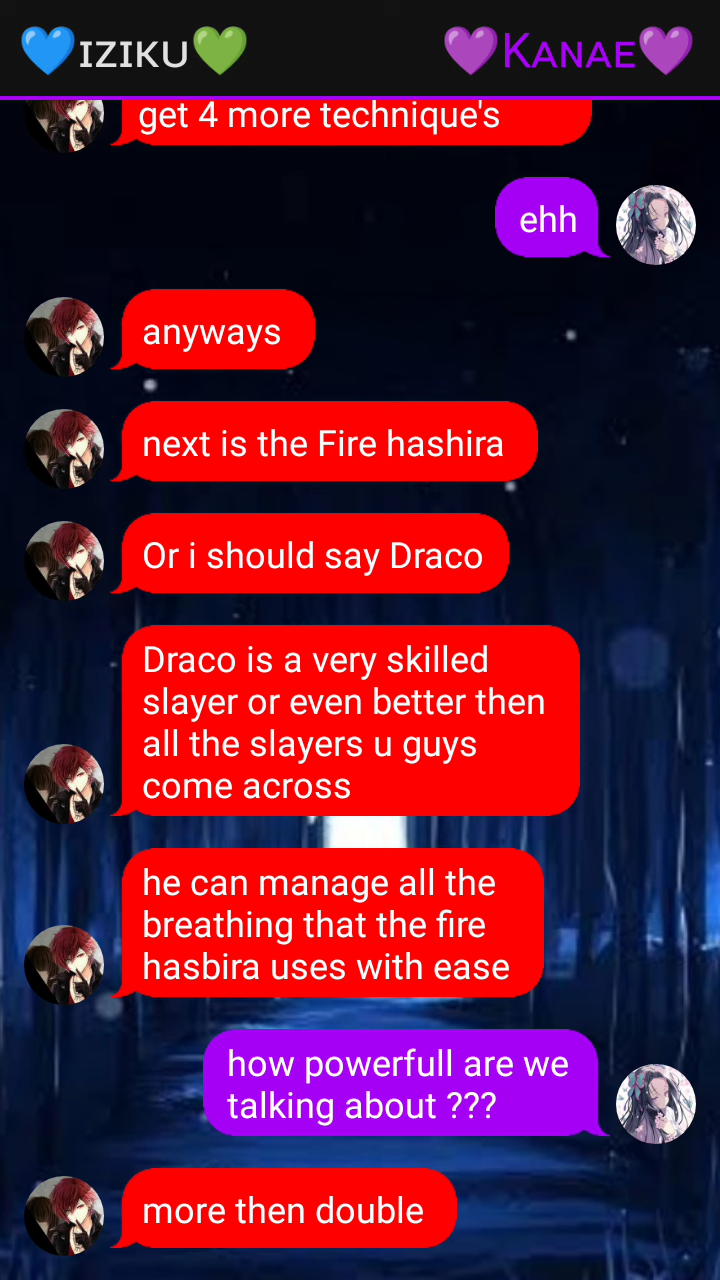 💙IZIKU💚
💜KANAE💜
get 4 more technique's
ehh
anyways
next is the Fire hashira
Or i should say Draco
Draco is a very skilled
slayer or even better then
all the slayers u guys
come across
he can manage all the
breathing that the fire
hasbira uses with ease
how powerfull are we
talking about ???
more then double